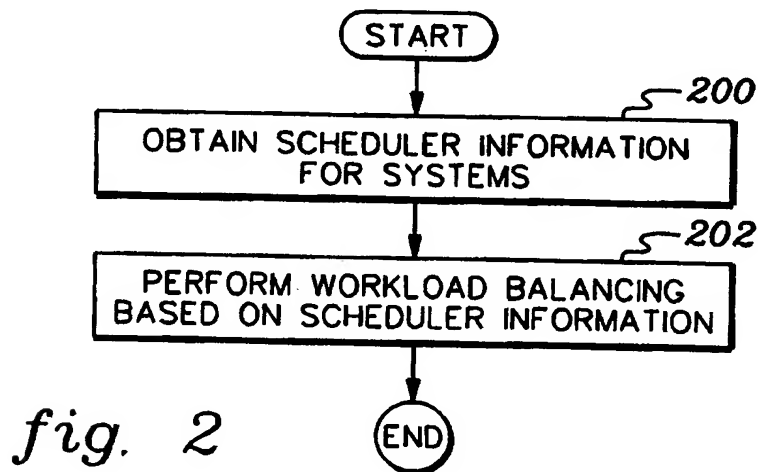 START
200
OBTAIN SCHEDULER INFORMATION
FOR SYSTEMS
202
PERFORM WORKLOAD BALANCING
BASED ON SCHEDULER INFORMATION
END
fig. 2